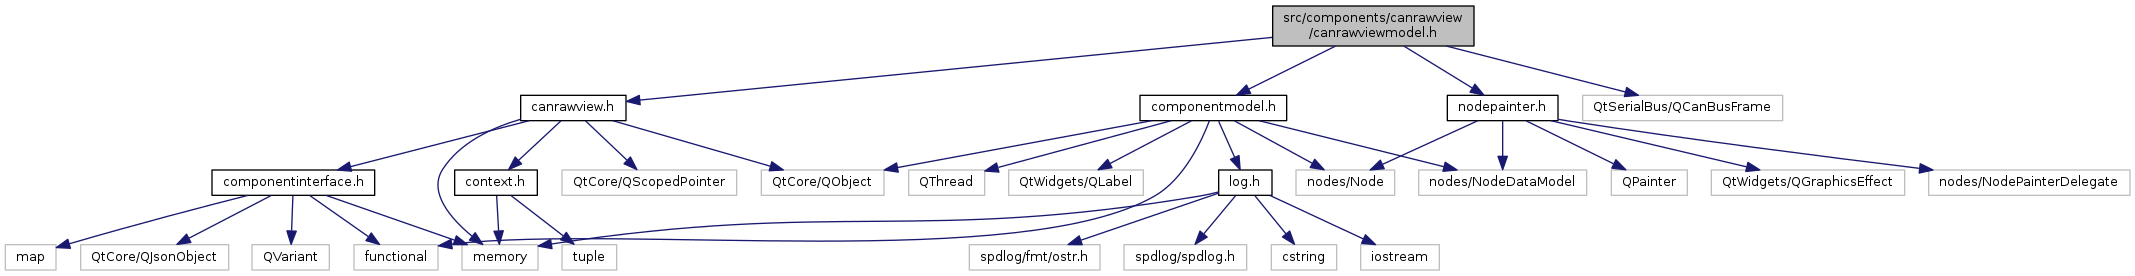 src/components/canrawview
/canrawviewmodel.h
canrawview.h
componentmodel.h
nodepainter.h
QtSerialBus/QCanBusFrame
componentinterface.h
context.h
QtCore/QScopedPointer
QtCore/QObject
QThread
QtWidgets/QLabel
log.h
nodes/Node
nodes/NodeDataModel
QPainter
QtWidgets/QGraphicsEffect
nodes/NodePainterDelegate
map
QtCore/QJsonObject
QVariant
functional
memory
tuple
spdlog/fmt/ostr.h
spdlog/spdlog.h
cstring
iostream